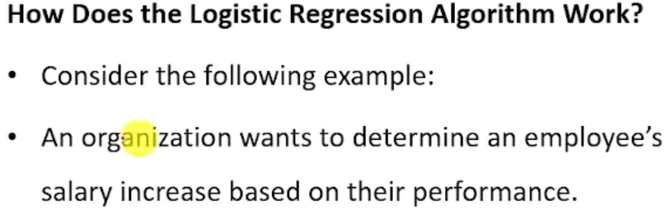 How Does the Logistic Regression Algorithm Work?
• Consider the following example:
• An organization wants to determine an employee’s
salary increase based on their performance.